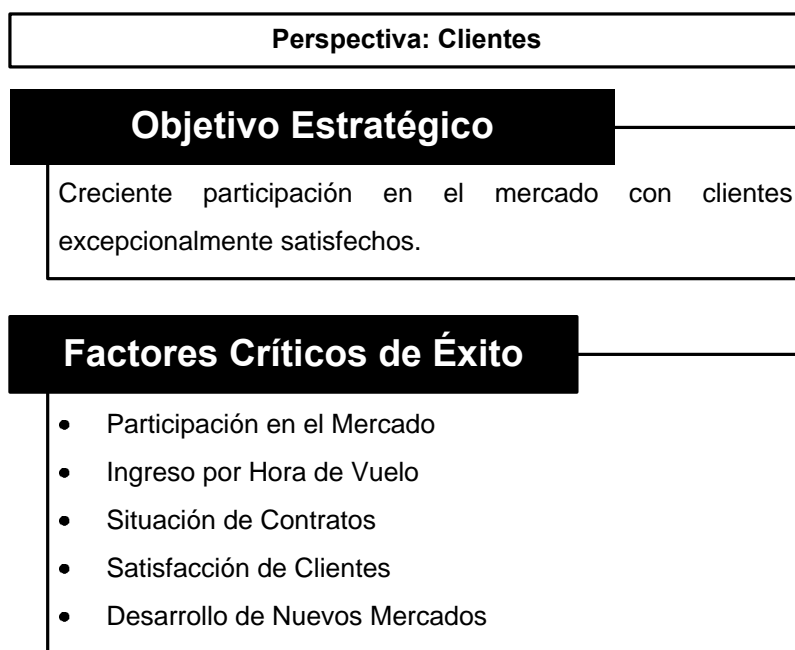 Perspectiva: Clientes
Objetivo Estratégico
Creciente participación en el mercado con clientes
excepcionalmente satisfechos.
Factores Críticos de Éxito
• Participación en el Mercado
• Ingreso por Hora de Vuelo
• Situación de Contratos
• Satisfacción de Clientes
• Desarrollo de Nuevos Mercados